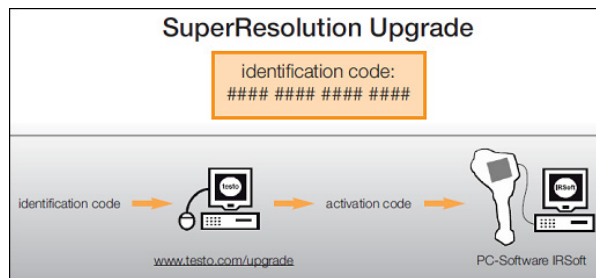 SuperResolution Upgrade
identification code:
#### #### #### ####
identification code
testo
activation code
IRSoft
www.testo.com/upgrade
PC-Software IRSoft